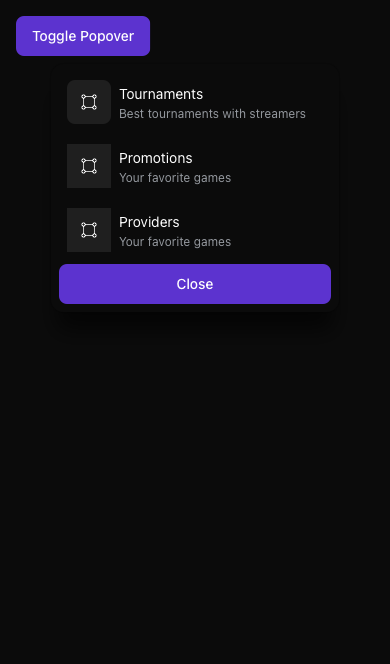 Toggle Popover
Tournaments
Best tournaments with streamers
Promotions
Your favorite games
Providers
Your favorite games
Close